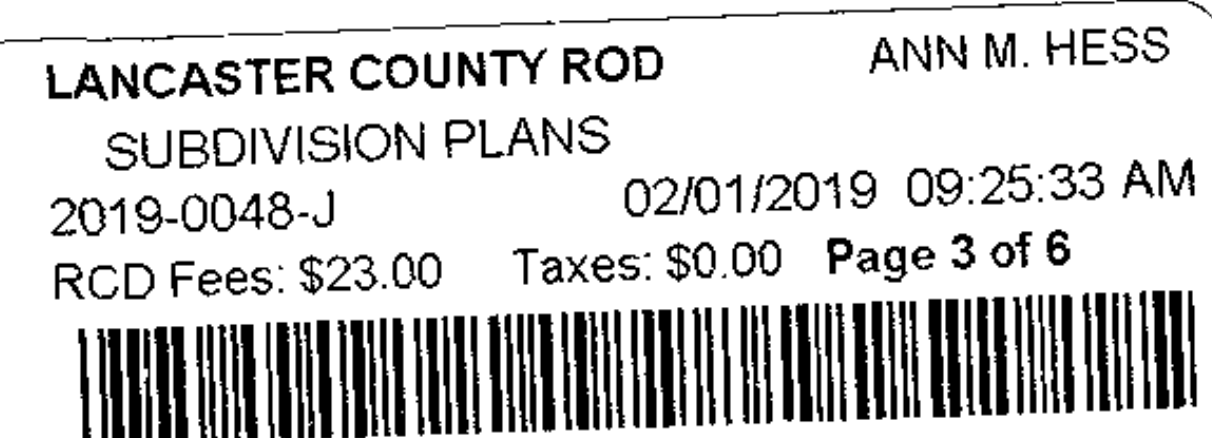 LANCASTER COUNTY ROD ANN M. HESS
SUBDIVISION PLANS
2019-0048-J 02/01/2019 09:25:33 AM
RCD Fees: $23.00 Taxes: $0.00 Page 3 of 6